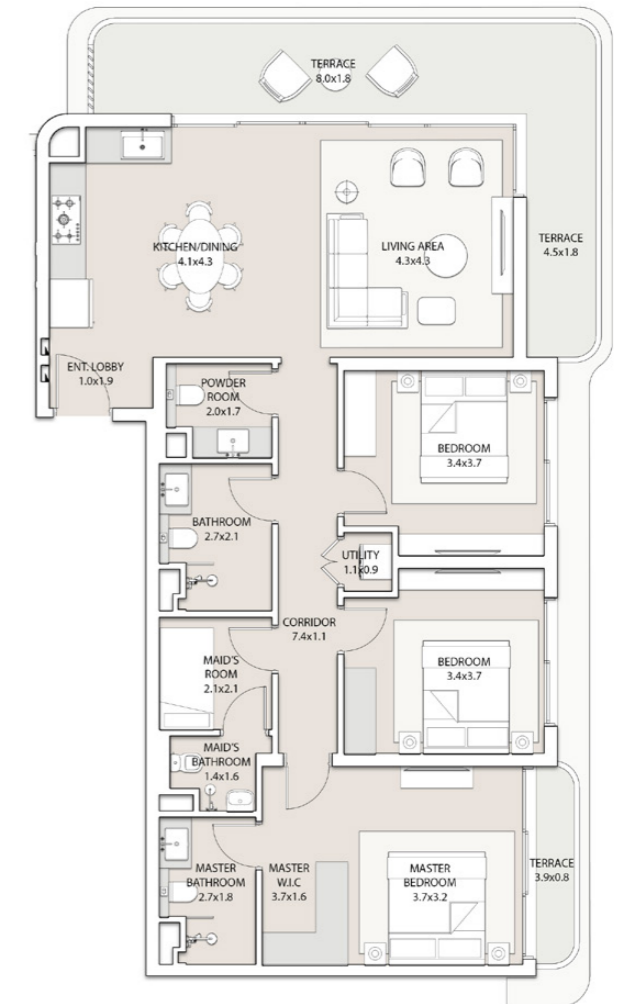 TERRACE
8.0x1.8
KITCHEN/DINING
4.1x4.3
LIVING AREA
4.3x4.3
TERRACE
4.5x1.8
ENT. LOBBY
1.0x1.9
POWDER
ROOM
2.0x1.7
BEDROOM
3.4x3.7
BATHROOM
2.7x2.1
UTILITY
1.1x0.9
CORRIDOR
7.4x1.1
MAID'S
ROOM
2.1x2.1
BEDROOM
3.4x3.7
MAID'S
BATHROOM
1.4x1.6
MASTER
BATHROOM
2.7x1.8
MASTER
W.I.C
3.7x1.6
MASTER
BEDROOM
3.7x3.2
TERRACE
3.9x0.8